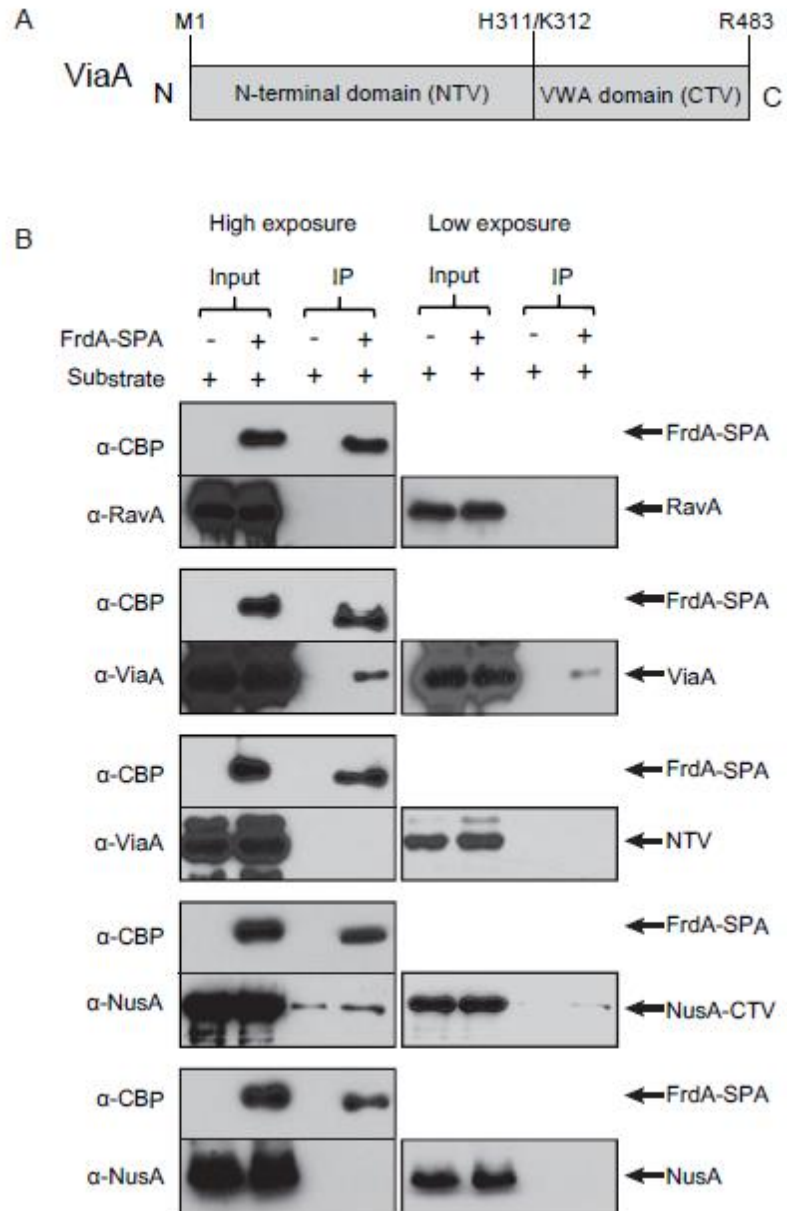 A
M1 H311/K312 R483
ViaA N N-terminal domain (NTV) VWA domain (CTV) C
B
High exposure Low exposure
Input IP Input IP
FrdA-SPA - + - + - + - +
Substrate + + + + + + + +
α-CBP FrdA-SPA
α-RavA RavA
α-CBP FrdA-SPA
α-ViaA ViaA
α-CBP FrdA-SPA
α-ViaA NTV
α-CBP FrdA-SPA
α-NusA NusA-CTV
α-CBP FrdA-SPA
α-NusA NusA